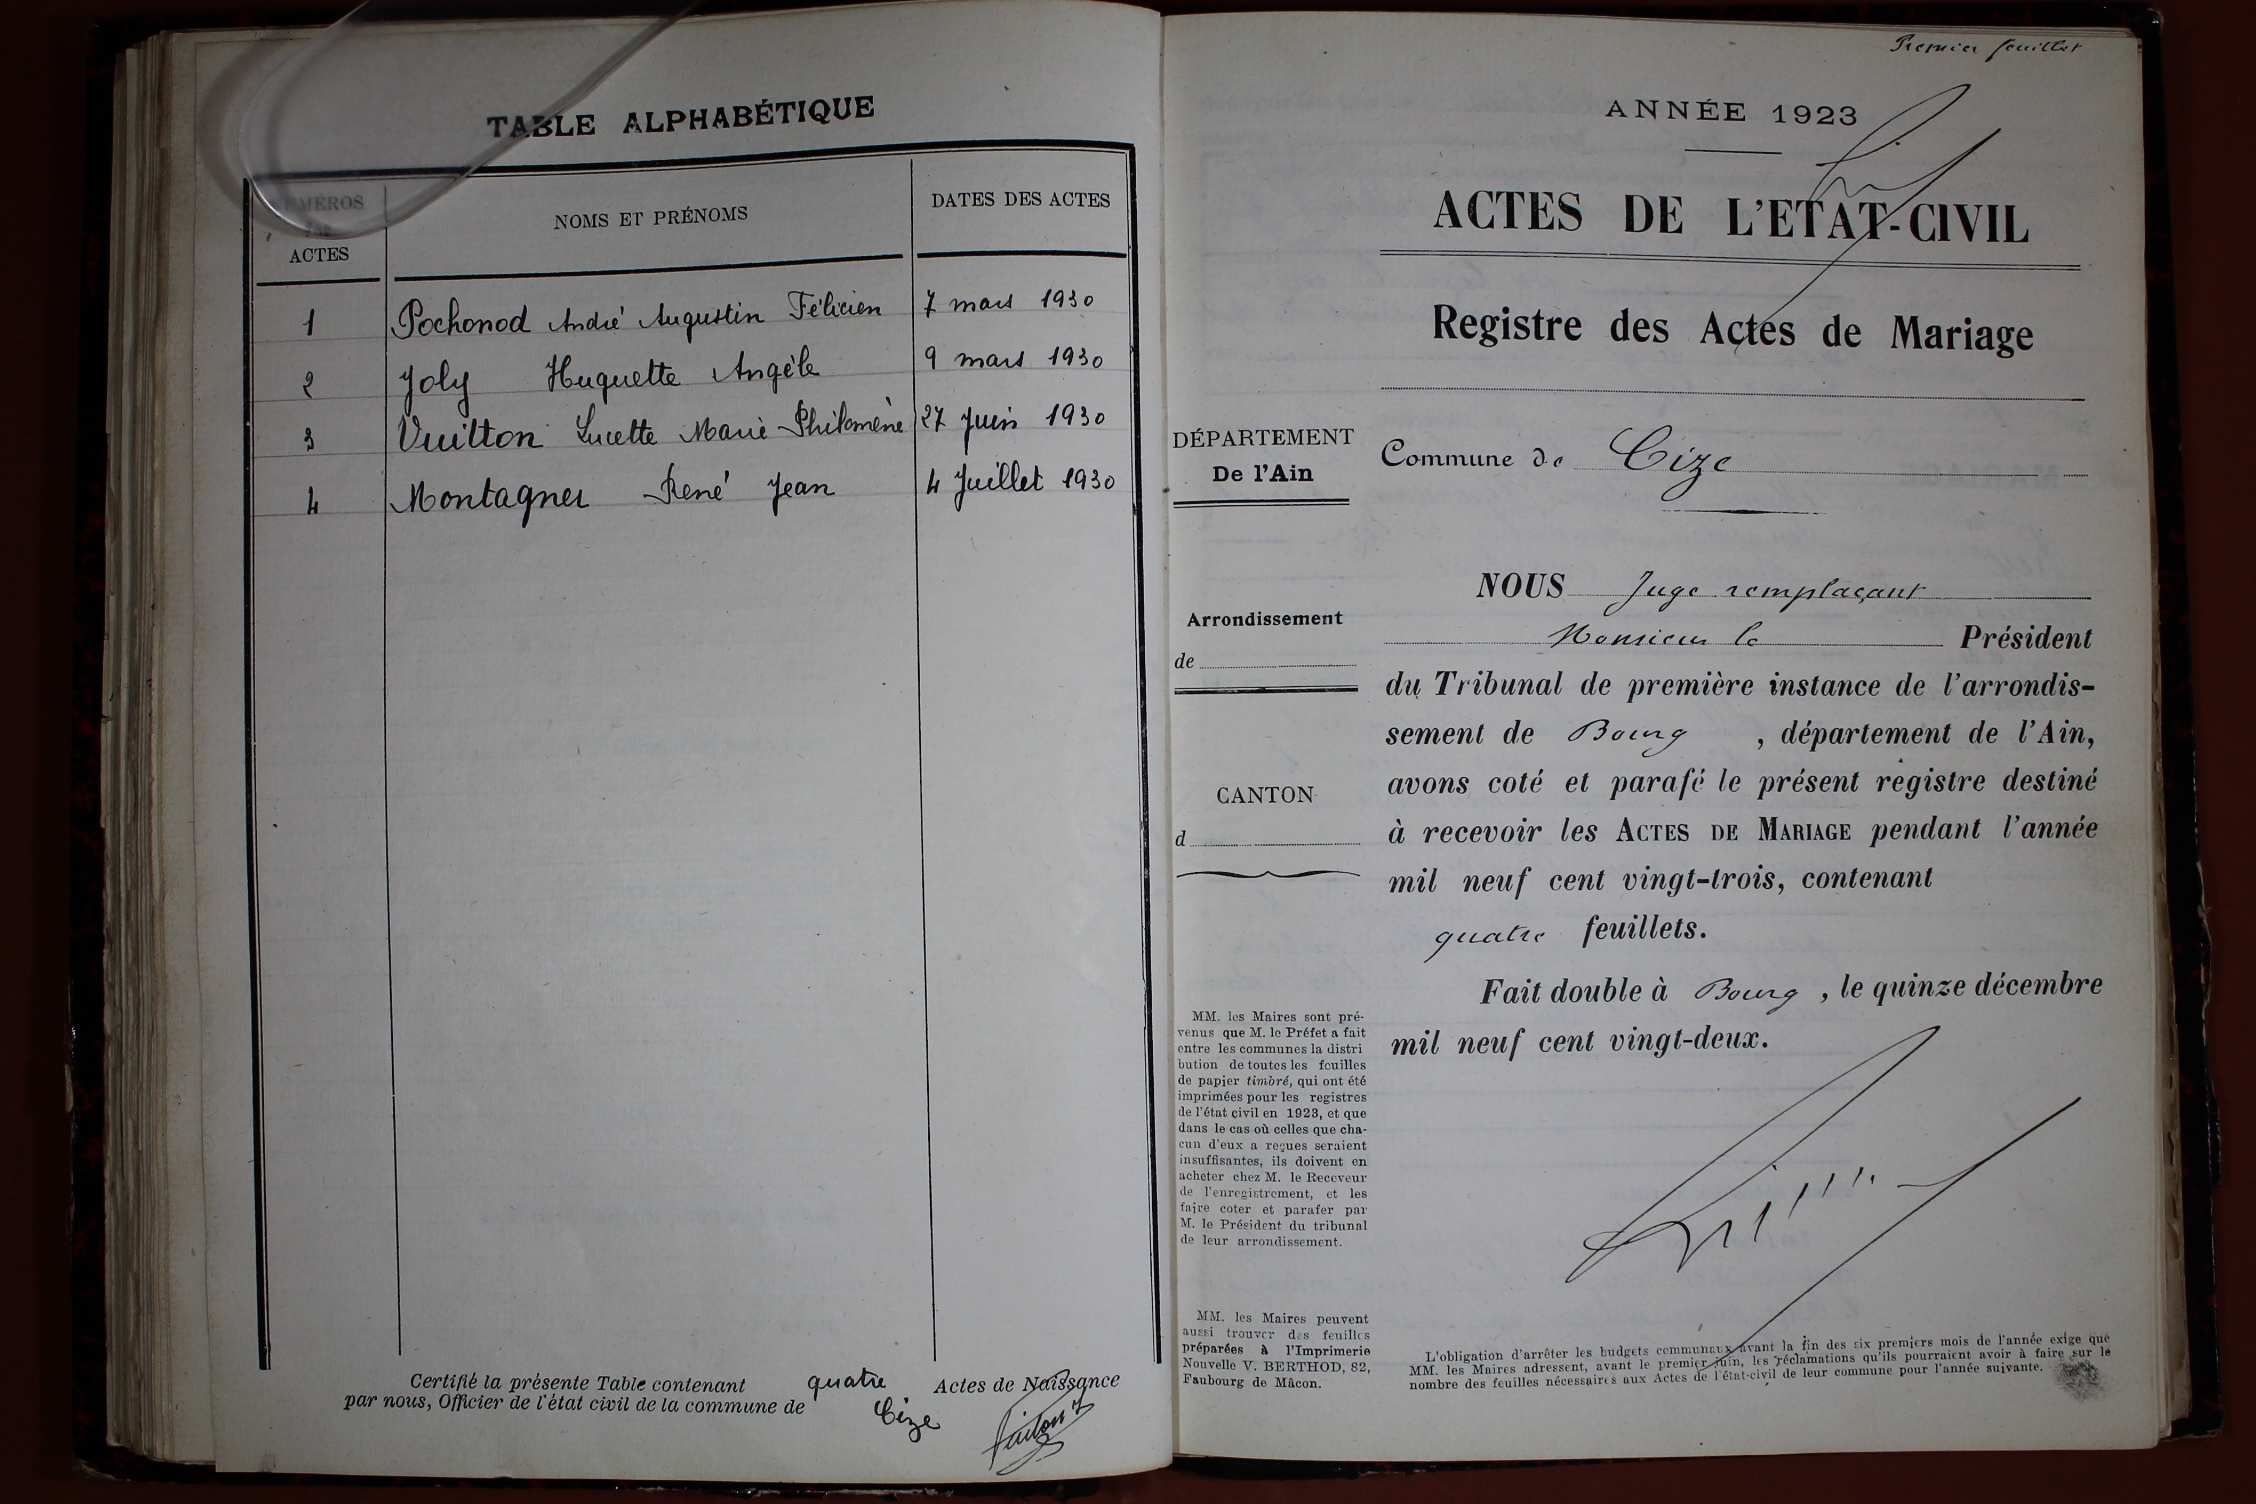 TABLE ALPHABÉTIQUE
NUMÉROS
DES
ACTES
NOMS ET PRÉNOMS
DATES DES ACTES
1 Pochonod André Augustin Félicien 7 mars 1930
2 Joly Huguette Angèle 9 mars 1930
3 Vuitton Lucette Marie Philomène 27 Juin 1930
4 Montagner René Jean 4 Juillet 1930
Certifié la présente Table contenant quatre Actes de Naissance
par nous, Officier de l'état civil de la commune de Cize
Premier feuillet
ANNÉE 1923
ACTES DE L'ETAT-CIVIL
Registre des Actes de Mariage
DÉPARTEMENT
De l'Ain
Commune de Cize
Arrondissement
de
CANTON
d
NOUS Juge remplaçant
Monsieur le Président
du Tribunal de première instance de l'arrondis-
sement de Bourg , département de l'Ain,
avons coté et parafé le présent registre destiné
à recevoir les ACTES DE MARIAGE pendant l'année
mil neuf cent vingt-trois, contenant
quatre feuillets.
Fait double à Bourg , le quinze décembre
mil neuf cent vingt-deux.
MM. les Maires sont pré-
venus que M. le Préfet a fait
entre les communes la distri
bution de toutes les feuilles
de papier timbré, qui ont été
imprimées pour les registres
de l'état civil en 1923, et que
dans le cas où celles que cha-
cun d'eux a reçues seraient
insuffisantes, ils doivent en
acheter chez M. le Receveur
de l'enregistrement, et les
faire coter et parafer par
M. le Président du tribunal
de leur arrondissement.
MM. les Maires peuvent
aussi trouver des feuilles
préparées à l'Imprimerie
Nouvelle V. BERTHOD, 82,
Faubourg de Mâcon.
L'obligation d'arrêter les budgets communaux avant la fin des six premiers mois de l'année exige que
MM. les Maires adressent, avant le premier juin, les réclamations qu'ils pourraient avoir à faire sur le
nombre des feuilles nécessaires aux Actes de l'état-civil de leur commune pour l'année suivante.